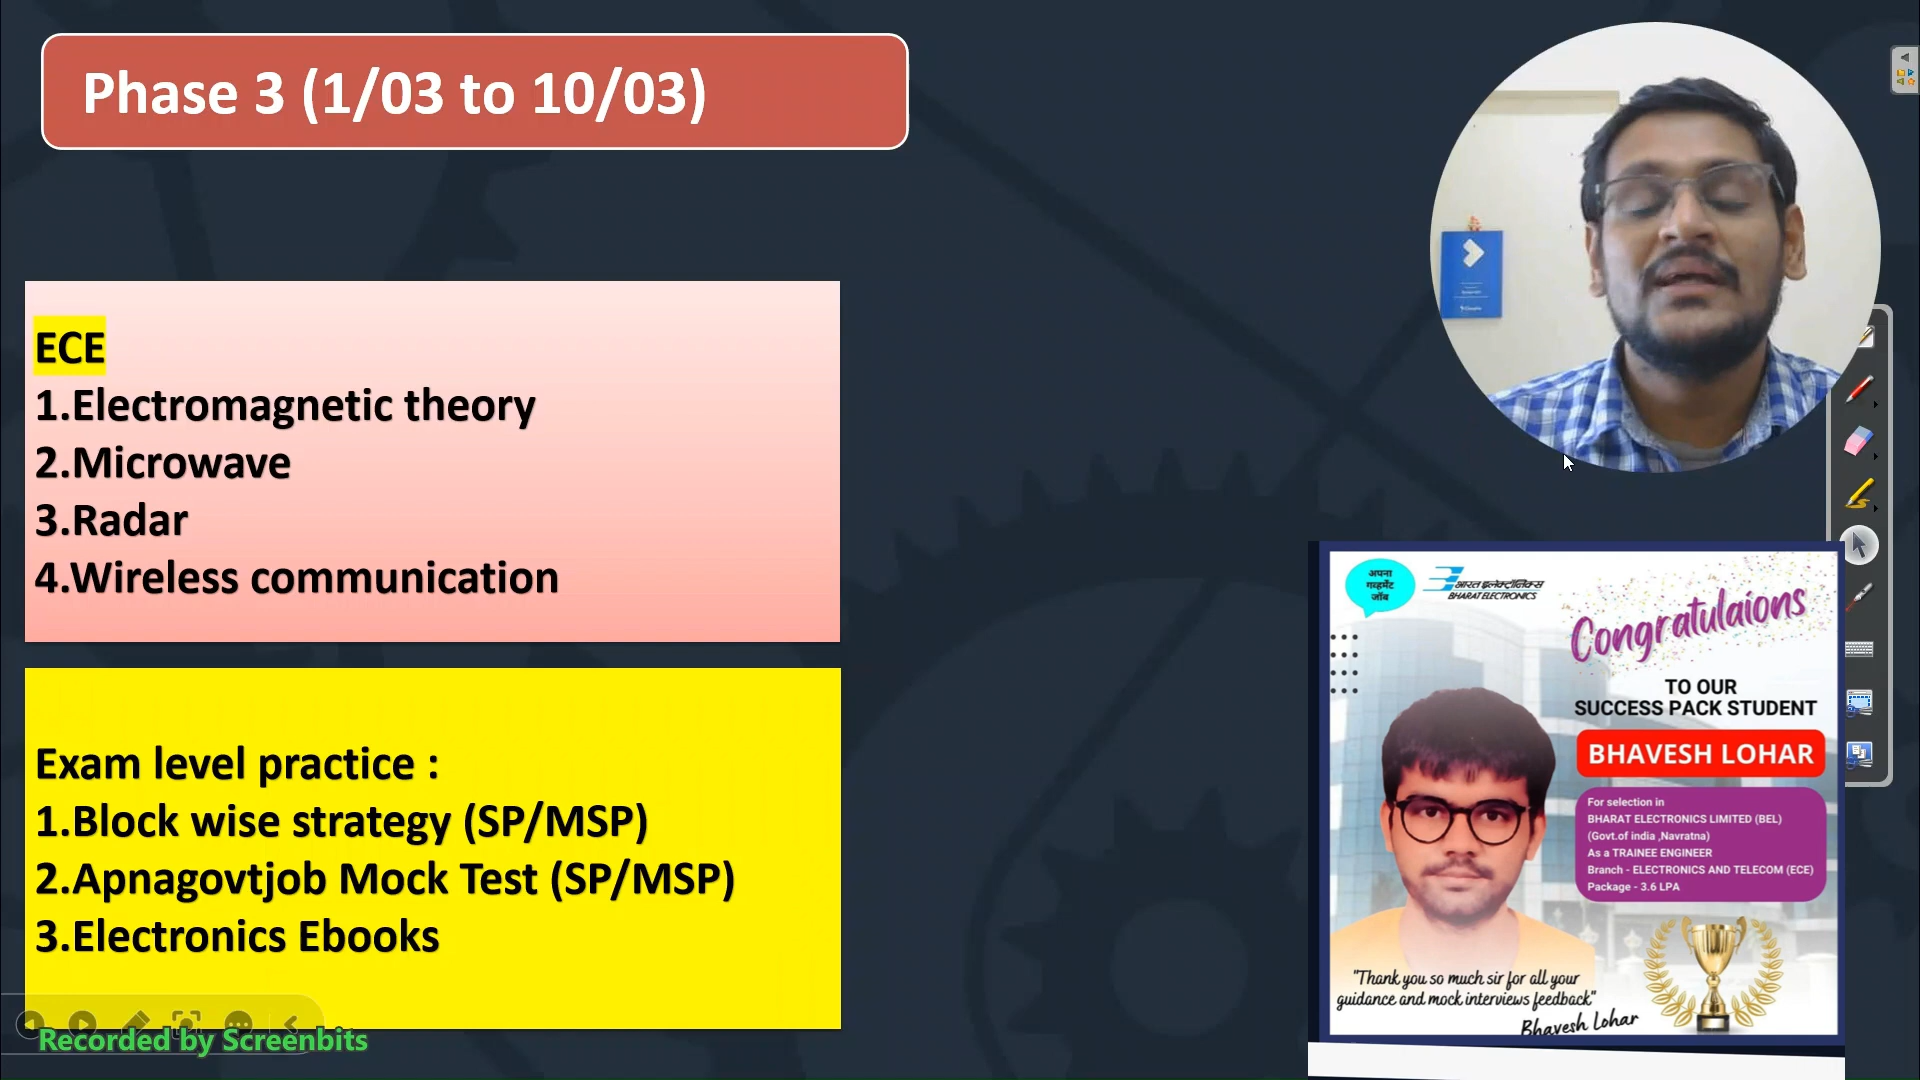 Phase 3 (1/03 to 10/03)
ECE
1.Electromagnetic theory
2.Microwave
3.Radar
4.Wireless communication
Exam level practice :
1.Block wise strategy (SP/MSP)
2.Apnagovtjob Mock Test (SP/MSP)
3.Electronics Ebooks
Recorded by Screenbits
अपना
गव्हर्मेंट
जॉब
भारत इलेक्ट्रॉनिक्स
BHARAT ELECTRONICS
Congratulaions
TO OUR
SUCCESS PACK STUDENT
BHAVESH LOHAR
For selection in
BHARAT ELECTRONICS LIMITED (BEL)
(Govt.of india ,Navratna)
As a TRAINEE ENGINEER
Branch - ELECTRONICS AND TELECOM (ECE)
Package - 3.6 LPA
"Thank you so much sir for all your
guidance and mock interviews feedback"
Bhavesh Lohar